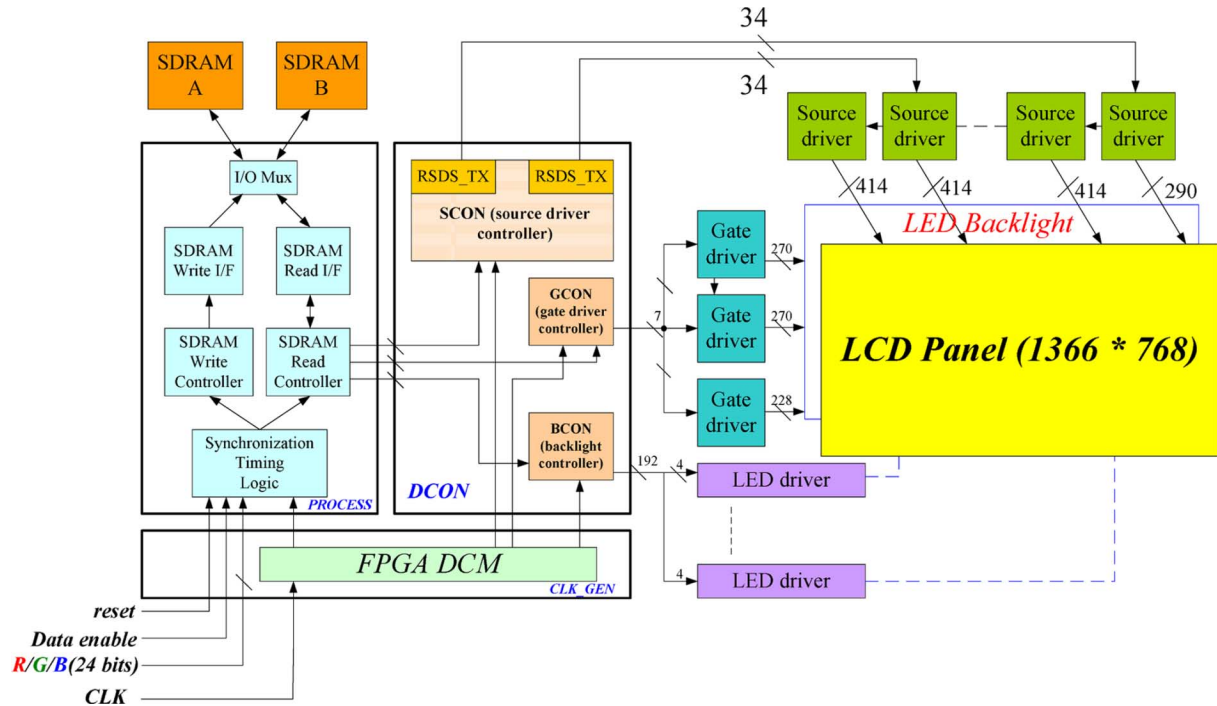 34
34
SDRAM
A
SDRAM
B
Source
driver
Source
driver
Source
driver
Source
driver
I/O Mux
RSDS_TX
RSDS_TX
SCON (source driver
controller)
414
414
414
290
LED Backlight
SDRAM
Write I/F
SDRAM
Read I/F
Gate
driver
270
GCON
(gate driver
controller)
7
Gate
driver
270
LCD Panel (1366 * 768)
SDRAM
Write
Controller
SDRAM
Read
Controller
Gate
driver
228
BCON
(backlight
controller)
192
4
LED driver
Synchronization
Timing
Logic
PROCESS
DCON
FPGA DCM
CLK_GEN
4
LED driver
reset
Data enable
R/G/B(24 bits)
CLK